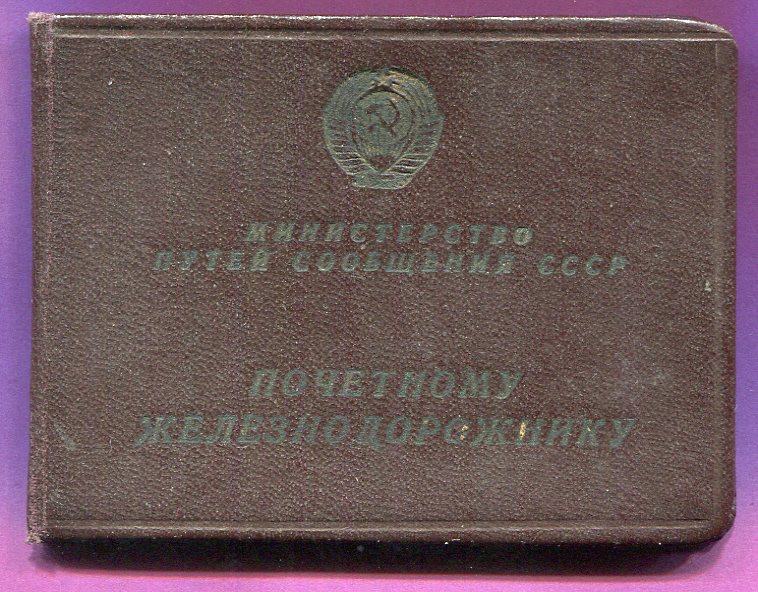 МИНИСТЕРСТВО
ПУТЕЙ СООБЩЕНИЯ СССР
ПОЧЕТНОМУ
ЖЕЛЕЗНОДОРОЖНИКУ